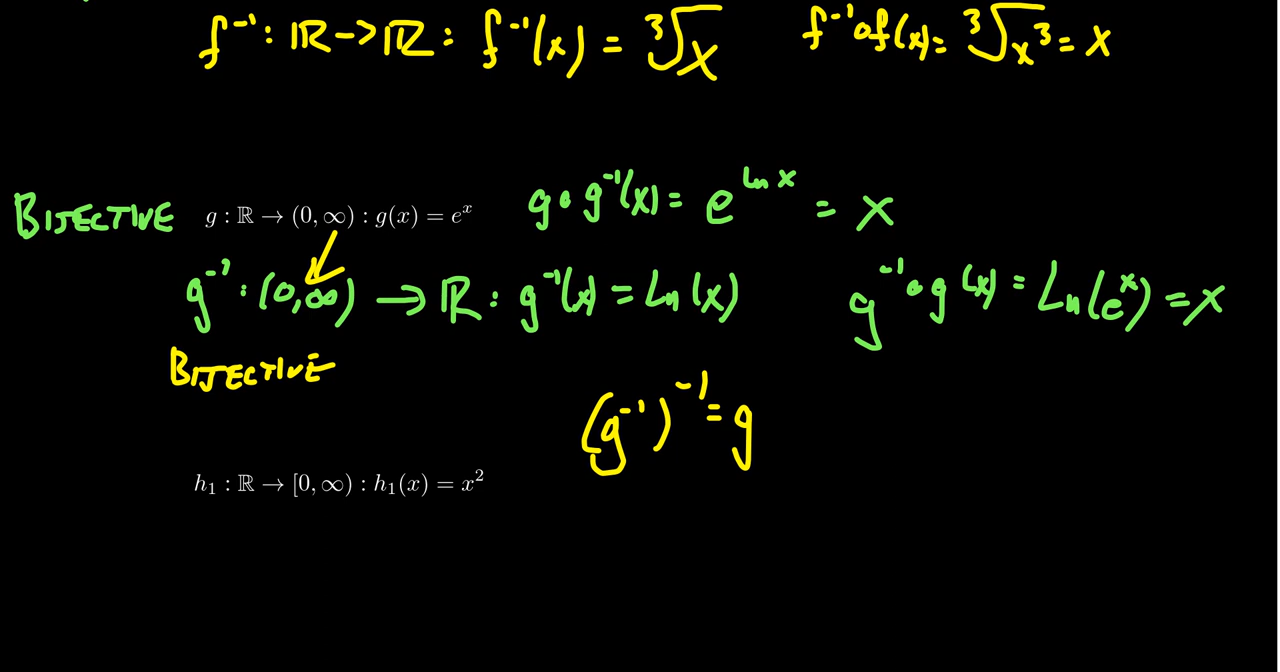 f⁻¹ : ℝ → ℝ : f⁻¹(x) = ∛x   f⁻¹∘f(x) = ∛x³ = x
BIJECTIVE g : ℝ → (0, ∞) : g(x) = eˣ   g∘g⁻¹(x) = e^{Ln x} = x
g⁻¹ : (0, ∞) → ℝ : g⁻¹(x) = Ln(x)   g⁻¹∘g(x) = Ln(eˣ) = x
BIJECTIVE
(g⁻¹)⁻¹ = g
h₁ : ℝ → [0, ∞) : h₁(x) = x²